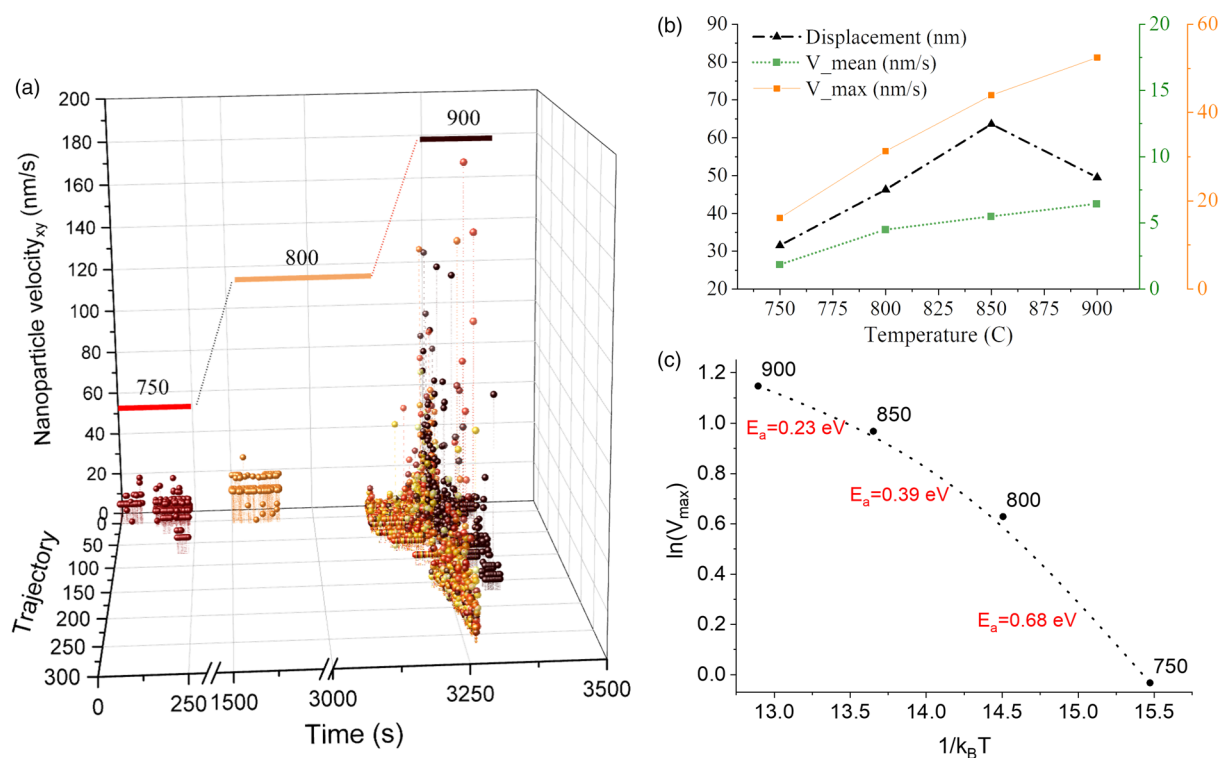 (a)
Nanoparticle velocity_xy (nm/s)
200
180
160
140
120
100
80
60
40
20
0
750
800
900
0
50
100
150
200
250
300
Trajectory
0 250 1500 3000 3250 3500
Time (s)
(b)
Displacement (nm)
V_mean (nm/s)
V_max (nm/s)
90
80
70
60
50
40
30
20
20
15
10
5
0
60
40
20
0
750 775 800 825 850 875 900
Temperature (C)
(c)
ln(V_max)
1.2
1.0
0.8
0.6
0.4
0.2
0.0
900
850
800
750
E_a=0.23 eV
E_a=0.39 eV
E_a=0.68 eV
13.0 13.5 14.0 14.5 15.0 15.5
1/k_BT